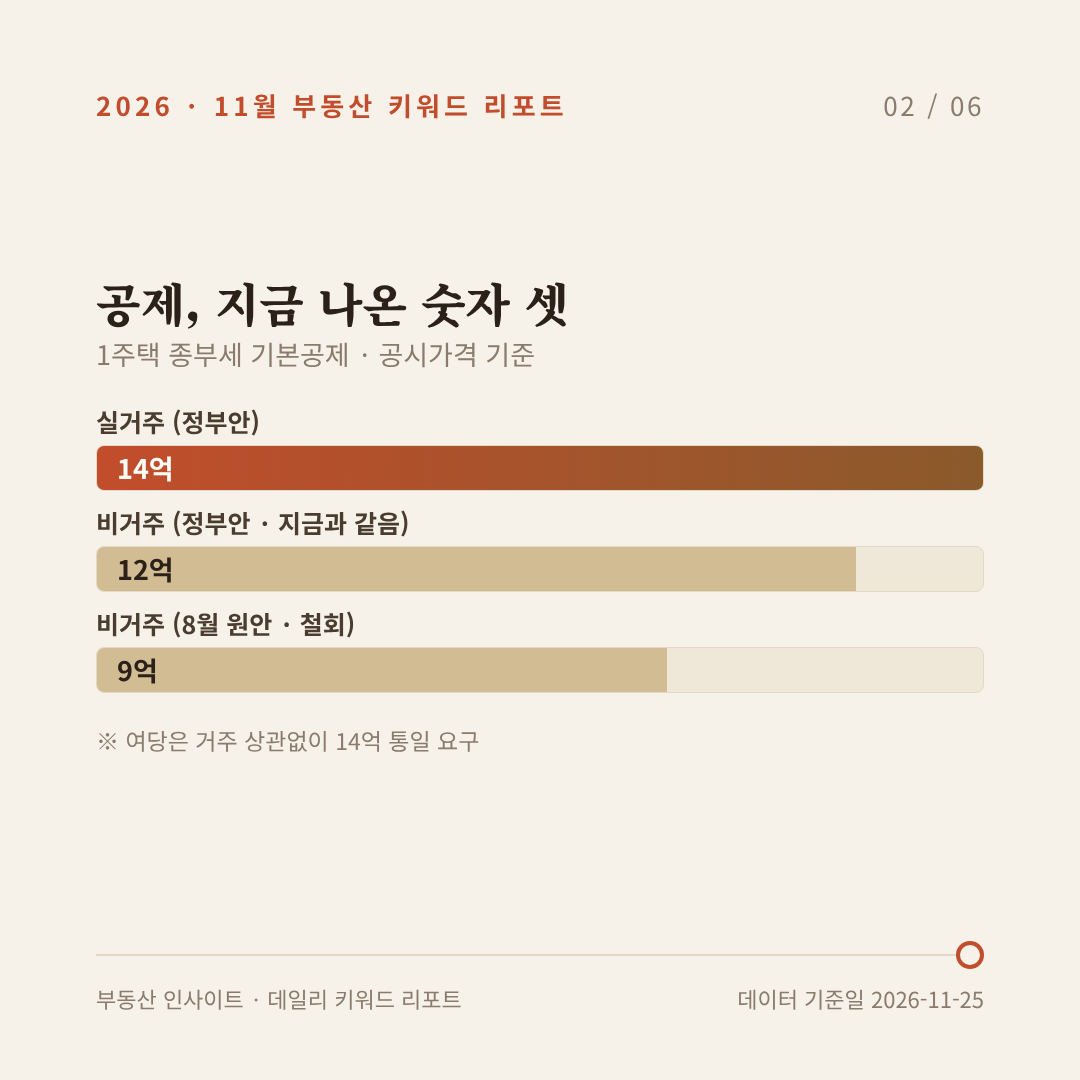 2026 · 11월 부동산 키워드 리포트
02 / 06
공제, 지금 나온 숫자 셋
1주택 종부세 기본공제 · 공시가격 기준
실거주 (정부안)
14억
비거주 (정부안 · 지금과 같음)
12억
비거주 (8월 원안 · 철회)
9억
※ 여당은 거주 상관없이 14억 통일 요구
부동산 인사이트 · 데일리 키워드 리포트
데이터 기준일 2026-11-25